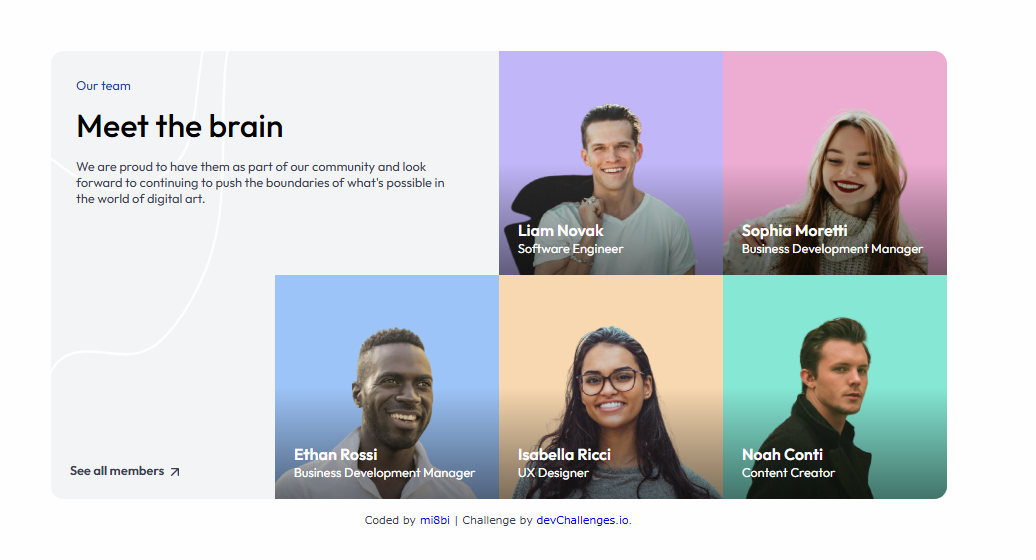 Our team
Meet the brain
We are proud to have them as part of our community and look
forward to continuing to push the boundaries of what's possible in
the world of digital art.
Liam Novak
Software Engineer
Sophia Moretti
Business Development Manager
Ethan Rossi
Business Development Manager
Isabella Ricci
UX Designer
Noah Conti
Content Creator
See all members
Coded by mi8bi | Challenge by devChallenges.io.